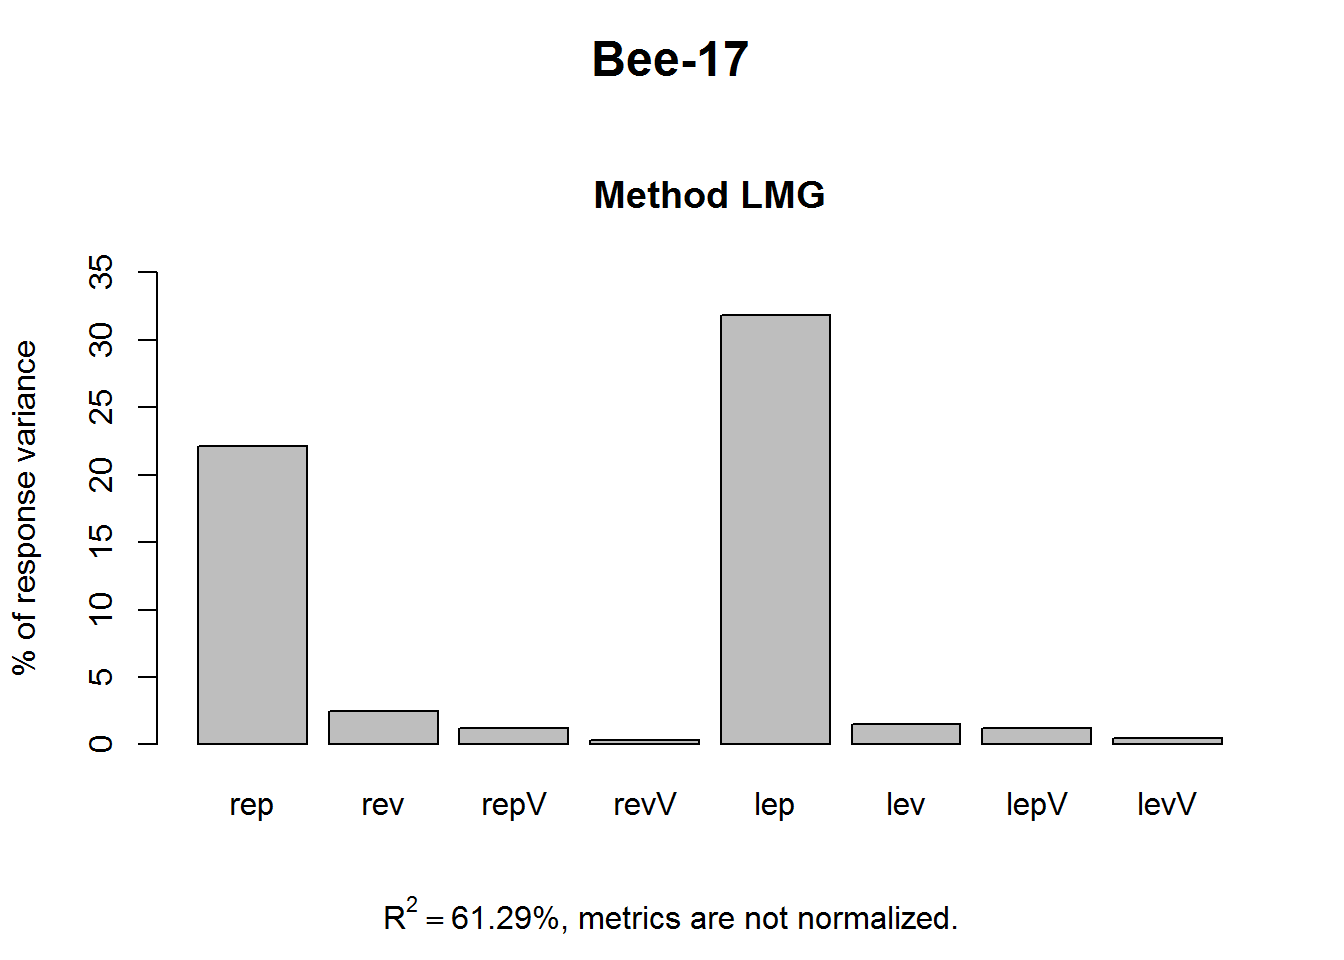 Bee-17
Method LMG
% of response variance
35
30
25
20
15
10
5
0
rep rev repV revV lep lev lepV levV
R² = 61.29%, metrics are not normalized.